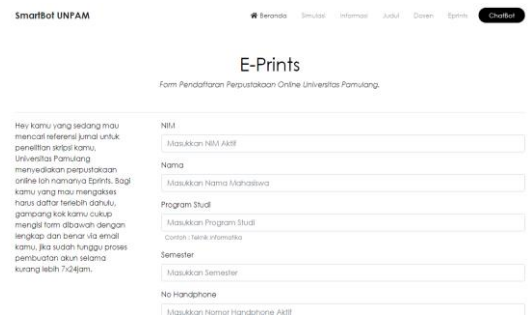 SmartBot UNPAM
Beranda Simulasi Informasi Judul Dosen Eprints ChatBot
E-Prints
Form Pendaftaran Perpustakaan Online Universitas Pamulang.
Hey kamu yang sedang mau
mencari referensi jurnal untuk
penelitian skripsi kamu,
Universitas Pamulang
menyediakan perpustakaan
online loh namanya Eprints. Bagi
kamu yang mau mengakses
harus daftar terlebih dahulu,
gampang kok kamu cukup
mengisi form dibawah dengan
lengkap dan benar via email
kamu, jika sudah tunggu proses
pembuatan akun selama
kurang lebih 7x24jam.
NIM
Masukkan NIM Aktif
Nama
Masukkan Nama Mahasiswa
Program Studi
Masukkan Program Studi
Contoh : Teknik Informatika
Semester
Masukkan Semester
No Handphone
Masukkan Nomor Handphone Aktif